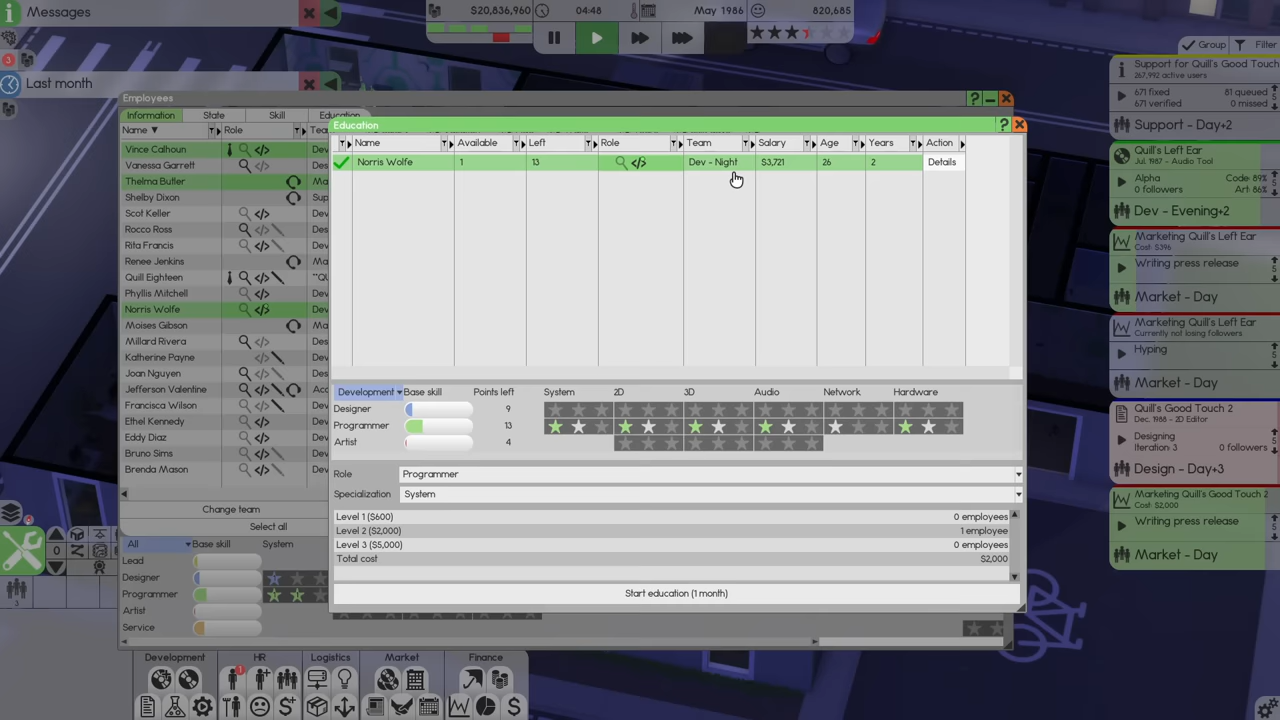 Messages
$20,836,960
04:48
May 1986
820,685
3
Last month
Group
Filter
Support for Quill's Good Touch
267,992 active users
671 fixed 81 queued
671 verified 0 missed
Support - Day+2
Quill's Left Ear
Jul. 1987 - Audio Tool
Alpha Code: 89%
0 followers Art: 86%
Dev - Evening+2
Marketing Quill's Left Ear
Cost: $396
Writing press release
Market - Day
Marketing Quill's Left Ear
Currently not losing followers
Hyping
Market - Day
Quill's Good Touch 2
Dec. 1988 - 2D Editor
Designing
Iteration 3 0 followers
Design - Day+3
Marketing Quill's Good Touch 2
Cost: $2,000
Writing press release
Market - Day
Employees
Information State Skill Education
Name Role
Vince Calhoun
Vanessa Garrett
Thelma Butler
Shelby Dixon
Scot Keller
Rocco Ross
Rita Francis
Renee Jenkins
Quill Eighteen
Phyllis Mitchell
Norris Wolfe
Moises Gibson
Millard Rivera
Katherine Payne
Joan Nguyen
Jefferson Valentine
Francisca Wilson
Ethel Kennedy
Eddy Diaz
Bruno Sims
Brenda Mason
Change team
Select all
All Base skill System
Lead
Designer
Programmer
Artist
Service
Education
Name Available Left Role Team Salary Age Years Action
Norris Wolfe 1 13 Dev - Night $3,721 26 2 Details
Development Base skill Points left System 2D 3D Audio Network Hardware
Designer 9
Programmer 13
Artist 4
Role Programmer
Specialization System
Level 1 ($600) 0 employees
Level 2 ($2,000) 1 employee
Level 3 ($5,000) 0 employees
Total cost $2,000
Start education (1 month)
0
3
Development HR Logistics Market Finance
1